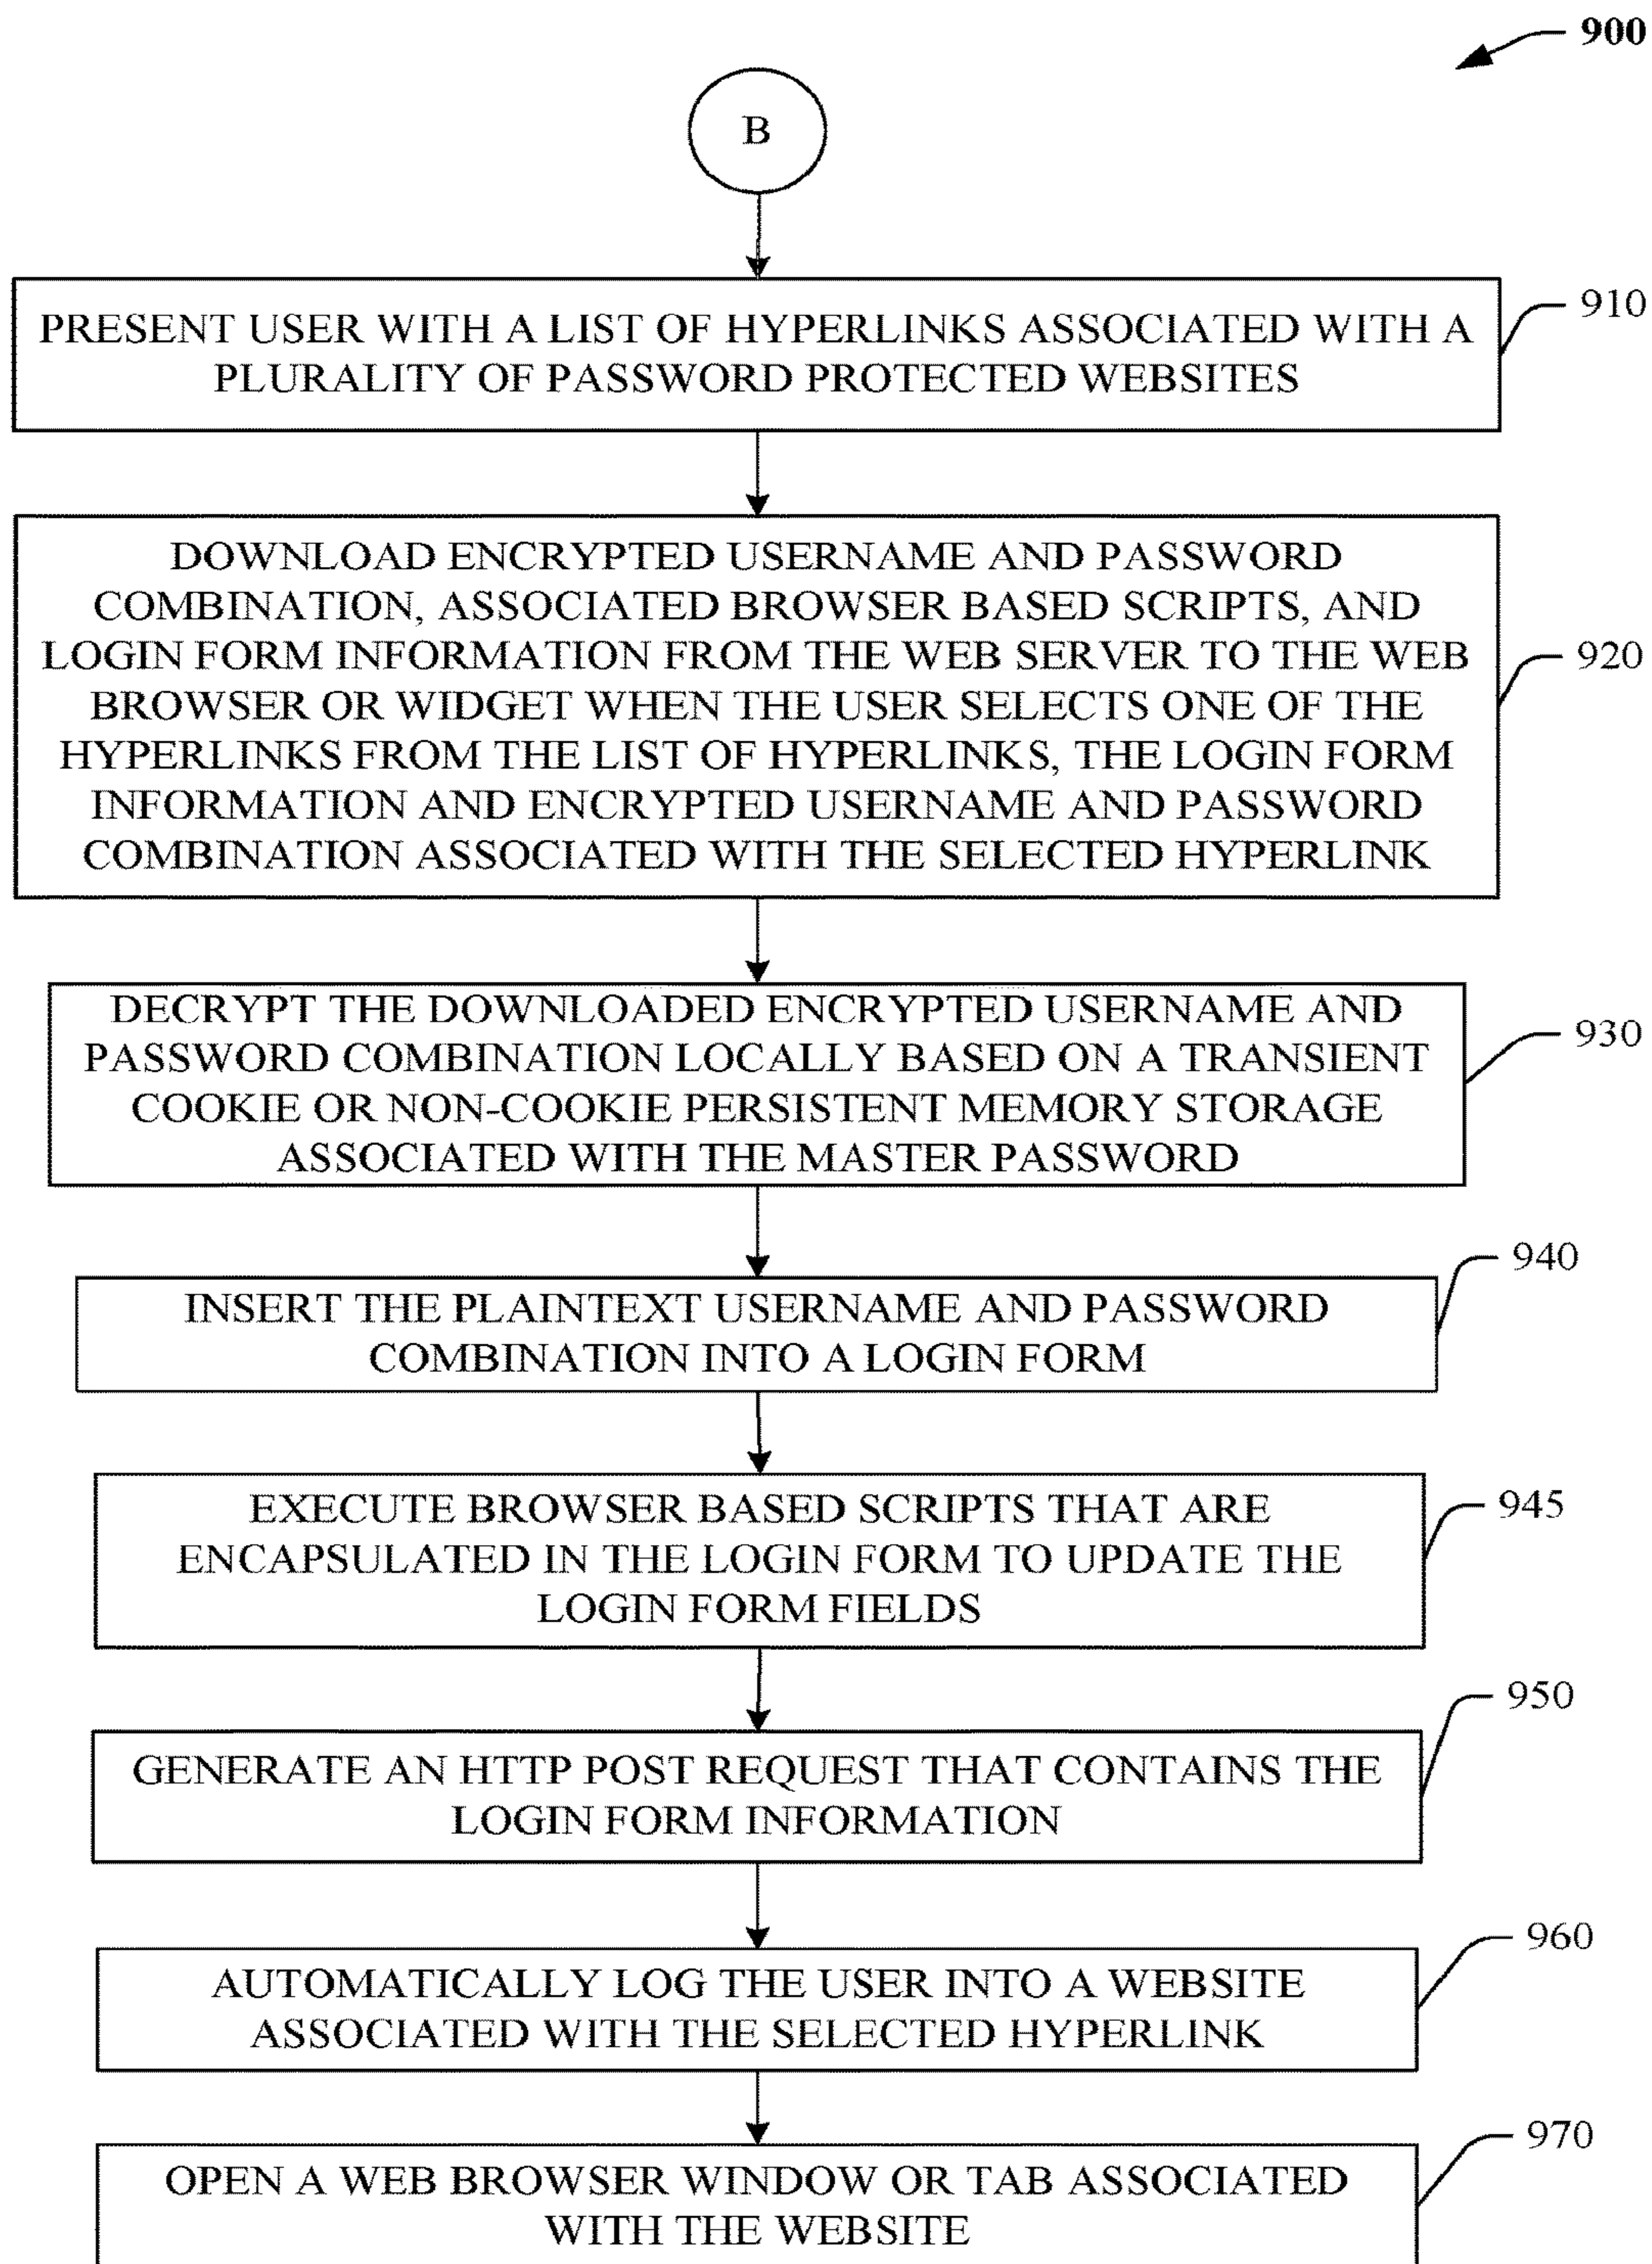 900
B
PRESENT USER WITH A LIST OF HYPERLINKS ASSOCIATED WITH A
PLURALITY OF PASSWORD PROTECTED WEBSITES
910
DOWNLOAD ENCRYPTED USERNAME AND PASSWORD
COMBINATION, ASSOCIATED BROWSER BASED SCRIPTS, AND
LOGIN FORM INFORMATION FROM THE WEB SERVER TO THE WEB
BROWSER OR WIDGET WHEN THE USER SELECTS ONE OF THE
HYPERLINKS FROM THE LIST OF HYPERLINKS, THE LOGIN FORM
INFORMATION AND ENCRYPTED USERNAME AND PASSWORD
COMBINATION ASSOCIATED WITH THE SELECTED HYPERLINK
920
DECRYPT THE DOWNLOADED ENCRYPTED USERNAME AND
PASSWORD COMBINATION LOCALLY BASED ON A TRANSIENT
COOKIE OR NON-COOKIE PERSISTENT MEMORY STORAGE
ASSOCIATED WITH THE MASTER PASSWORD
930
INSERT THE PLAINTEXT USERNAME AND PASSWORD
COMBINATION INTO A LOGIN FORM
940
EXECUTE BROWSER BASED SCRIPTS THAT ARE
ENCAPSULATED IN THE LOGIN FORM TO UPDATE THE
LOGIN FORM FIELDS
945
GENERATE AN HTTP POST REQUEST THAT CONTAINS THE
LOGIN FORM INFORMATION
950
AUTOMATICALLY LOG THE USER INTO A WEBSITE
ASSOCIATED WITH THE SELECTED HYPERLINK
960
OPEN A WEB BROWSER WINDOW OR TAB ASSOCIATED
WITH THE WEBSITE
970